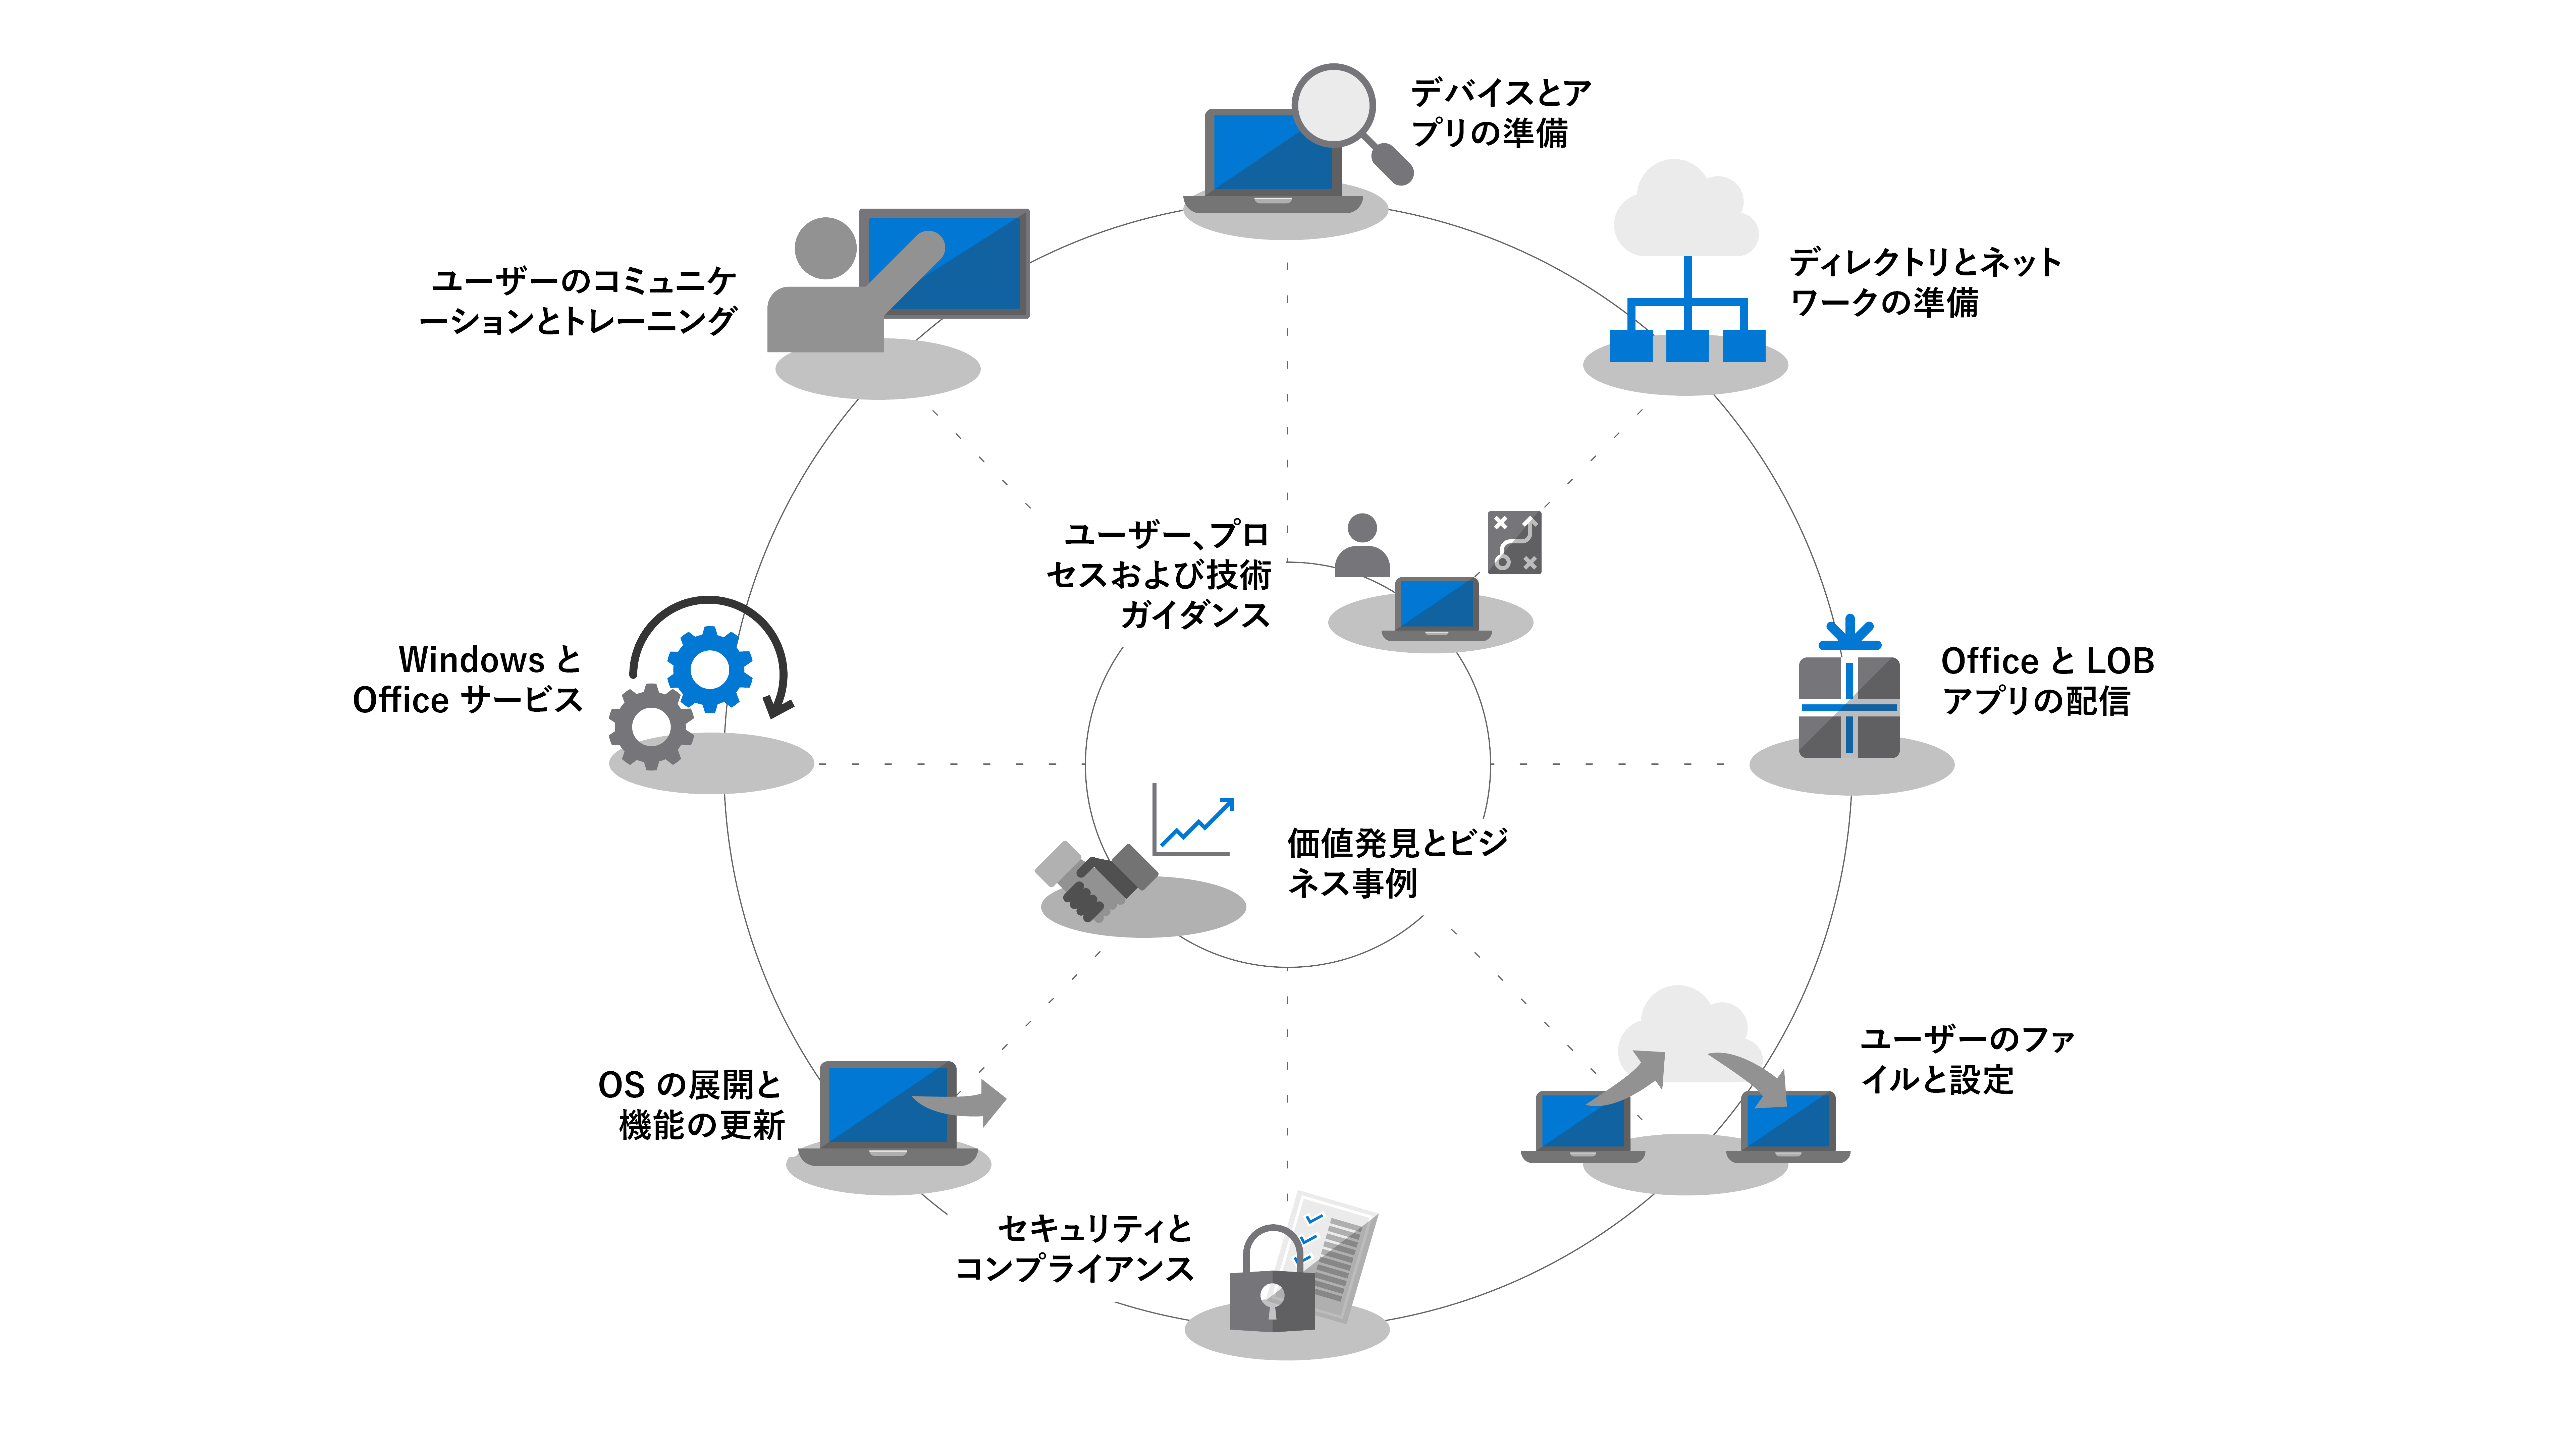 デバイスとア
プリの準備
ディレクトリとネット
ワークの準備
ユーザーのコミュニケ
ーションとトレーニング
ユーザー、プロ
セスおよび技術
ガイダンス
Windows と
Office サービス
Office と LOB
アプリの配信
価値発見とビジ
ネス事例
ユーザーのファ
イルと設定
OS の展開と
機能の更新
セキュリティと
コンプライアンス